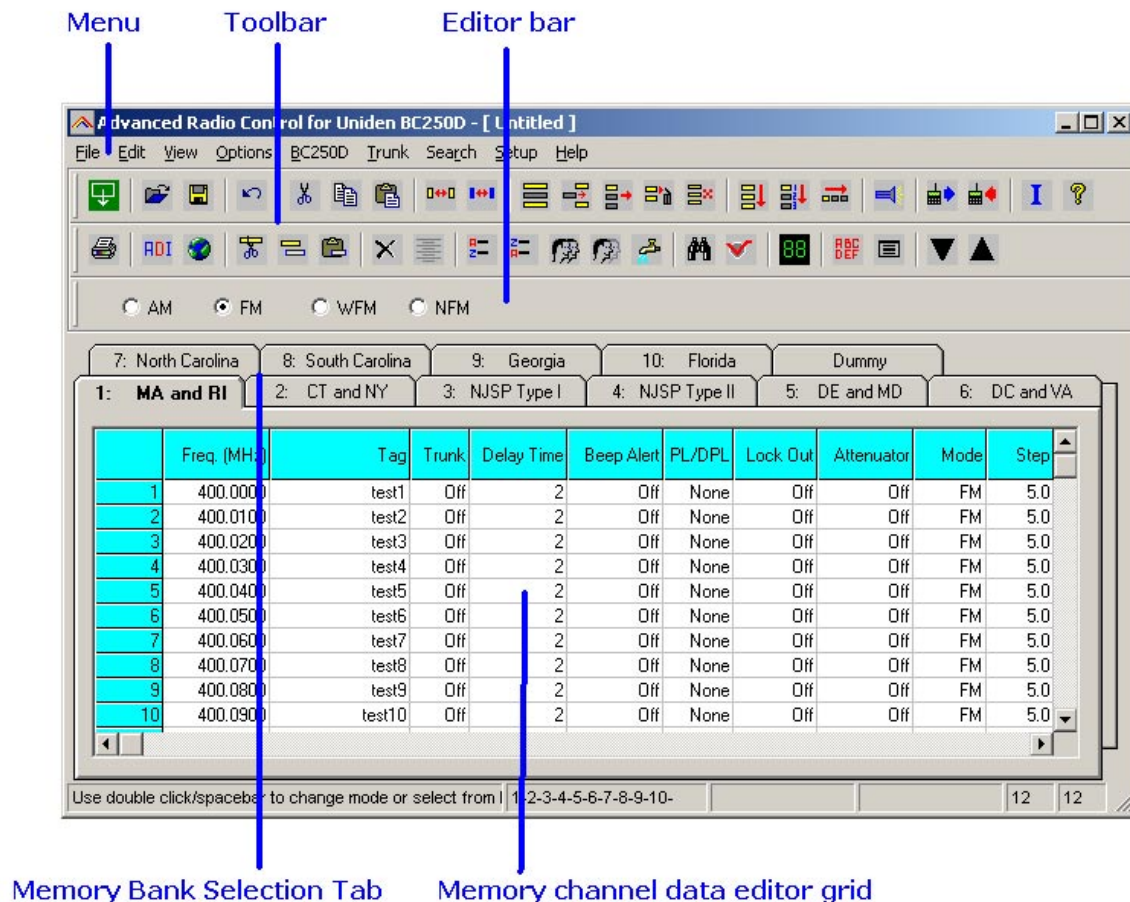 Menu Toolbar Editor bar
Advanced Radio Control for Uniden BC250D - [ Untitled ]
File Edit View Options BC250D Trunk Search Setup Help
ADI A Z Z A 88 ABC DEF I ?
AM FM WFM NFM
7: North Carolina 8: South Carolina 9: Georgia 10: Florida Dummy
1: MA and RI 2: CT and NY 3: NJSP Type I 4: NJSP Type II 5: DE and MD 6: DC and VA
Freq. (MHz) Tag Trunk Delay Time Beep Alert PL/DPL Lock Out Attenuator Mode Step
1 400.0000 test1 Off 2 Off None Off Off FM 5.0
2 400.0100 test2 Off 2 Off None Off Off FM 5.0
3 400.0200 test3 Off 2 Off None Off Off FM 5.0
4 400.0300 test4 Off 2 Off None Off Off FM 5.0
5 400.0400 test5 Off 2 Off None Off Off FM 5.0
6 400.0500 test6 Off 2 Off None Off Off FM 5.0
7 400.0600 test7 Off 2 Off None Off Off FM 5.0
8 400.0700 test8 Off 2 Off None Off Off FM 5.0
9 400.0800 test9 Off 2 Off None Off Off FM 5.0
10 400.0900 test10 Off 2 Off None Off Off FM 5.0
Use double click/spacebar to change mode or select from 1-2-3-4-5-6-7-8-9-10- 12 12
Memory Bank Selection Tab Memory channel data editor grid